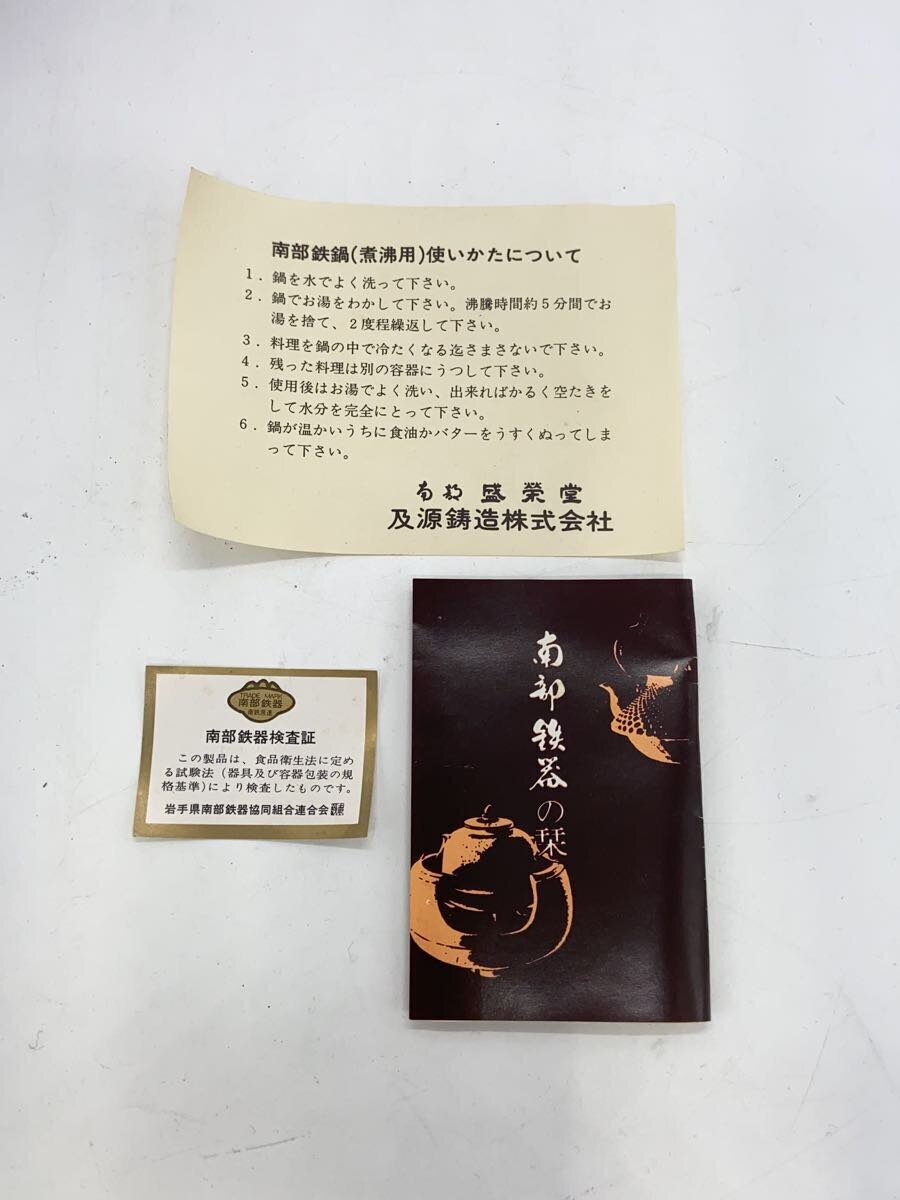 南部鉄鍋(煮沸用)使いかたについて
1．鍋を水でよく洗って下さい。
2．鍋でお湯をわかして下さい。沸騰時間約5分間でお
湯を捨て、2度程繰返して下さい。
3．料理を鍋の中で冷たくなる迄さまさないで下さい。
4．残った料理は別の容器にうつして下さい。
5．使用後はお湯でよく洗い、出来ればかるく空たきを
して水分を完全にとって下さい。
6．鍋が温かいうちに食油かバターをうすくぬってしま
って下さい。
南部 盛榮堂
及源鋳造株式会社
TRADE MARK
南部鉄器
南鉄県連
南部鉄器検査証
この製品は、食品衛生法に定め
る試験法（器具及び容器包装の規
格基準）により検査したものです。
岩手県南部鉄器協同組合連合会
南部鉄器の栞